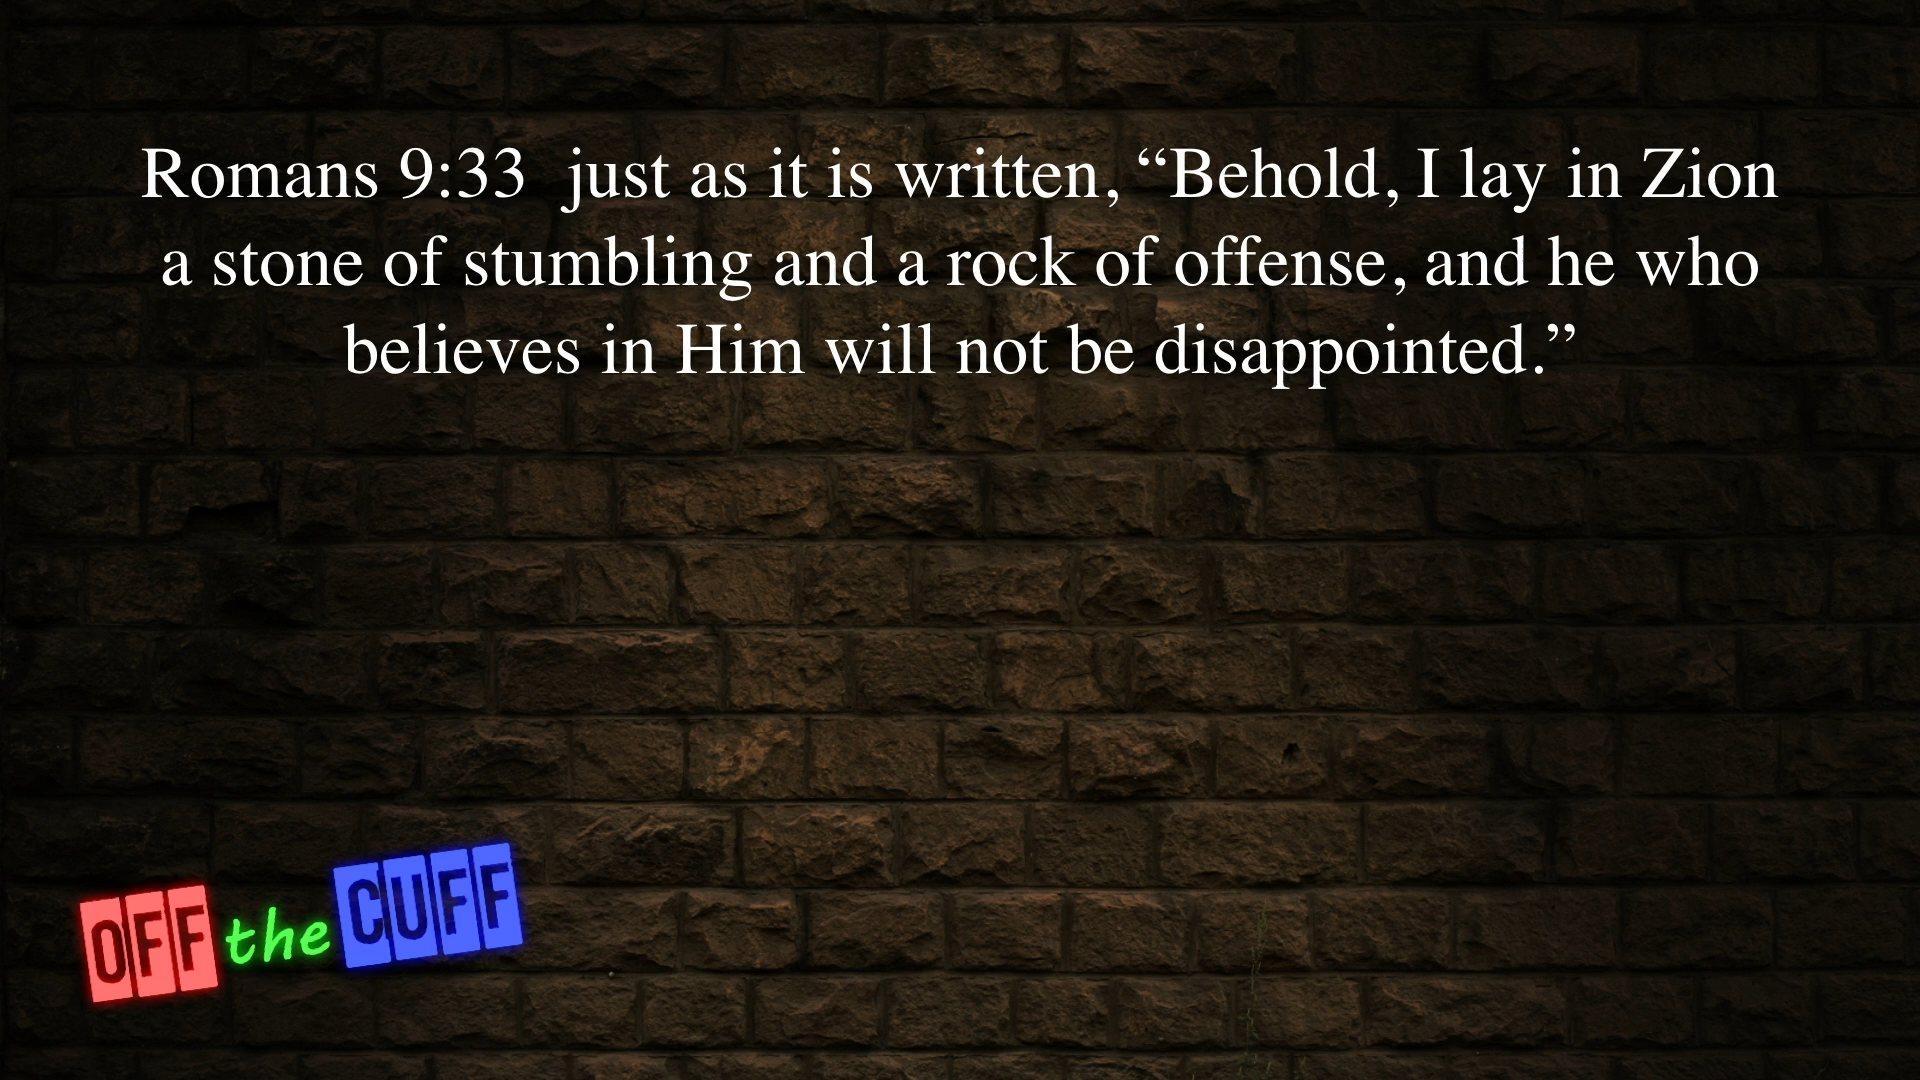 Romans 9:33  just as it is written, “Behold, I lay in Zion
a stone of stumbling and a rock of offense, and he who
believes in Him will not be disappointed.”
OFF the CUFF